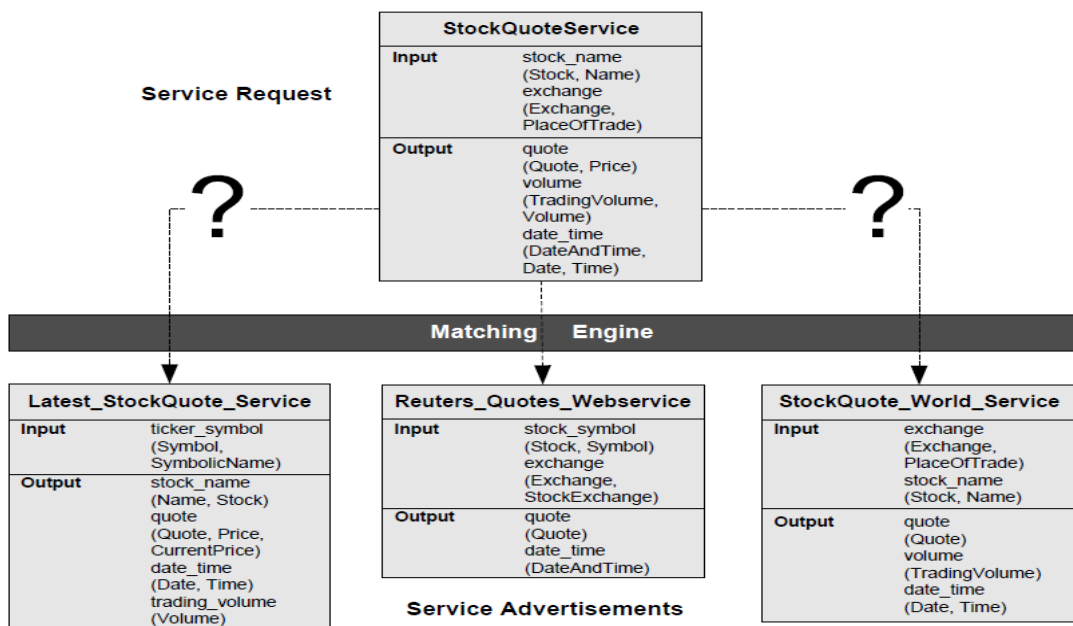 StockQuoteService
Input stock_name
(Stock, Name)
exchange
(Exchange,
PlaceOfTrade)
Output quote
(Quote, Price)
volume
(TradingVolume,
Volume)
date_time
(DateAndTime,
Date, Time)
Service Request
?
?
Matching Engine
Latest_StockQuote_Service
Input ticker_symbol
(Symbol,
SymbolicName)
Output stock_name
(Name, Stock)
quote
(Quote, Price,
CurrentPrice)
date_time
(Date, Time)
trading_volume
(Volume)
Reuters_Quotes_Webservice
Input stock_symbol
(Stock, Symbol)
exchange
(Exchange,
StockExchange)
Output quote
(Quote)
date_time
(DateAndTime)
StockQuote_World_Service
Input exchange
(Exchange,
PlaceOfTrade)
stock_name
(Stock, Name)
Output quote
(Quote)
volume
(TradingVolume)
date_time
(Date, Time)
Service Advertisements